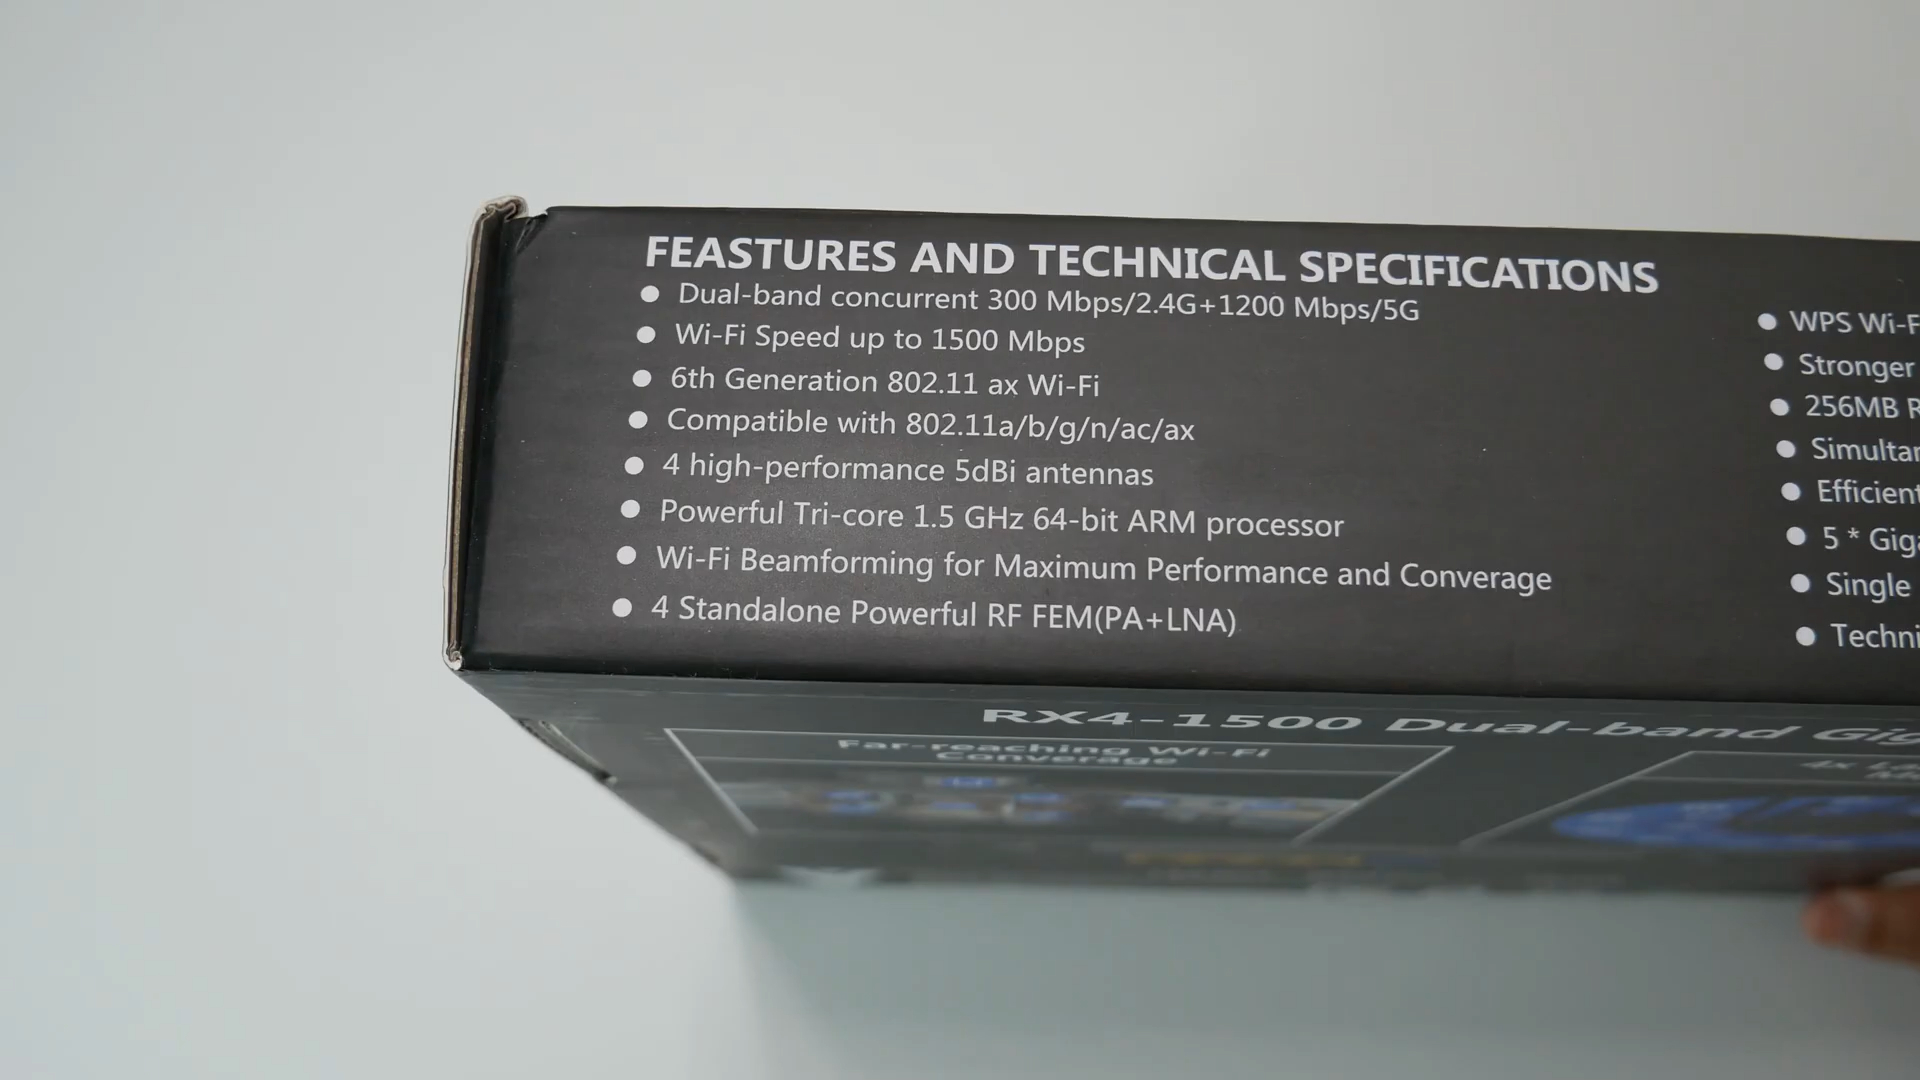 FEASTURES AND TECHNICAL SPECIFICATIONS
● Dual-band concurrent 300 Mbps/2.4G+1200 Mbps/5G
● Wi-Fi Speed up to 1500 Mbps
● 6th Generation 802.11 ax Wi-Fi
● Compatible with 802.11a/b/g/n/ac/ax
● 4 high-performance 5dBi antennas
● Powerful Tri-core 1.5 GHz 64-bit ARM processor
● Wi-Fi Beamforming for Maximum Performance and Converage
● 4 Standalone Powerful RF FEM(PA+LNA)
● WPS Wi-F
● Stronger
● 256MB R
● Simultan
● Efficient
● 5 * Giga
● Single
● Techni
RX4-1500 Dual-band Gig
Far-reaching Wi-Fi
Converage
4x